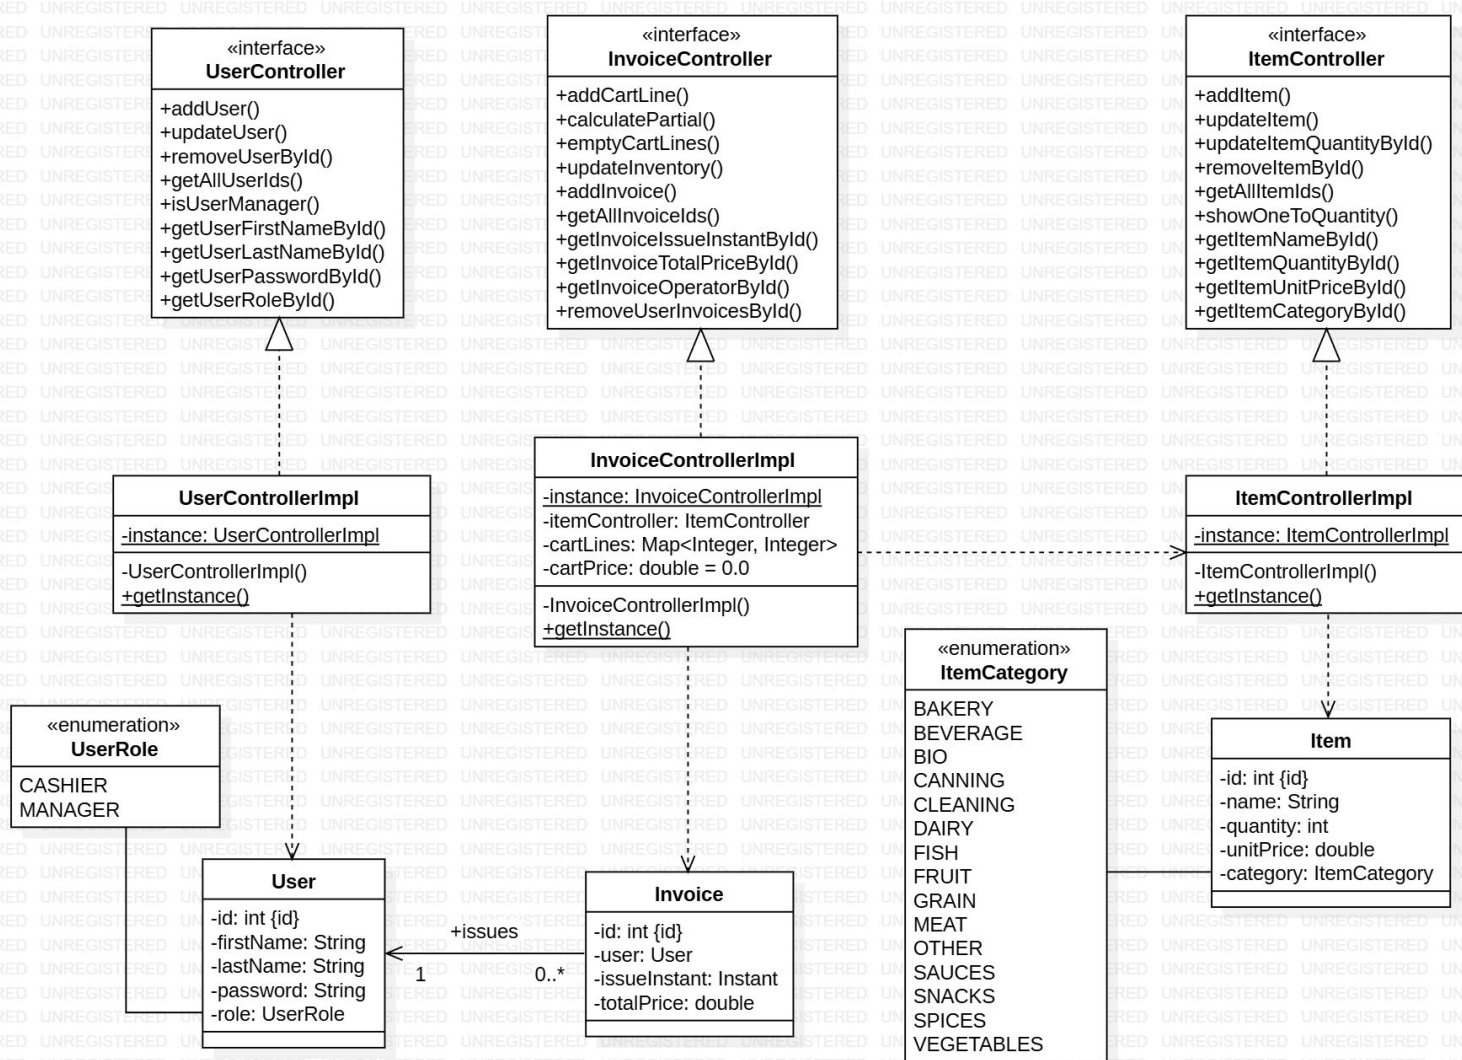 «interface»
UserController
+addUser()
+updateUser()
+removeUserById()
+getAllUserIds()
+isUserManager()
+getUserFirstNameById()
+getUserLastNameById()
+getUserPasswordById()
+getUserRoleById()
«interface»
InvoiceController
+addCartLine()
+calculatePartial()
+emptyCartLines()
+updateInventory()
+addInvoice()
+getAllInvoiceIds()
+getInvoiceIssueInstantById()
+getInvoiceTotalPriceById()
+getInvoiceOperatorById()
+removeUserInvoicesById()
«interface»
ItemController
+addItem()
+updateItem()
+updateItemQuantityById()
+removeItemById()
+getAllItemIds()
+showOneToQuantity()
+getItemNameById()
+getItemQuantityById()
+getItemUnitPriceById()
+getItemCategoryById()
UserControllerImpl
-instance: UserControllerImpl
-UserControllerImpl()
+getInstance()
InvoiceControllerImpl
-instance: InvoiceControllerImpl
-itemController: ItemController
-cartLines: Map<Integer, Integer>
-cartPrice: double = 0.0
-InvoiceControllerImpl()
+getInstance()
ItemControllerImpl
-instance: ItemControllerImpl
-ItemControllerImpl()
+getInstance()
«enumeration»
UserRole
CASHIER
MANAGER
User
-id: int {id}
-firstName: String
-lastName: String
-password: String
-role: UserRole
+issues
1
0..*
Invoice
-id: int {id}
-user: User
-issueInstant: Instant
-totalPrice: double
«enumeration»
ItemCategory
BAKERY
BEVERAGE
BIO
CANNING
CLEANING
DAIRY
FISH
FRUIT
GRAIN
MEAT
OTHER
SAUCES
SNACKS
SPICES
VEGETABLES
Item
-id: int {id}
-name: String
-quantity: int
-unitPrice: double
-category: ItemCategory
UNREGISTERED